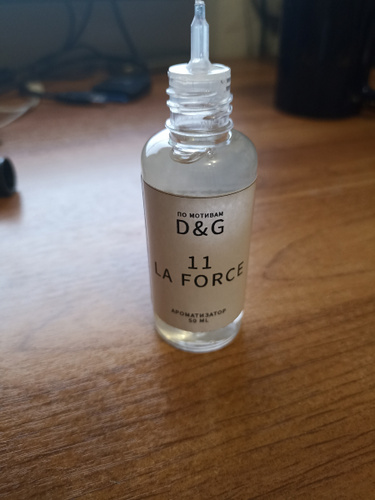 ПО МОТИВАМ
D&G
11
LA FORCE
АРОМАТИЗАТОР
50 ML